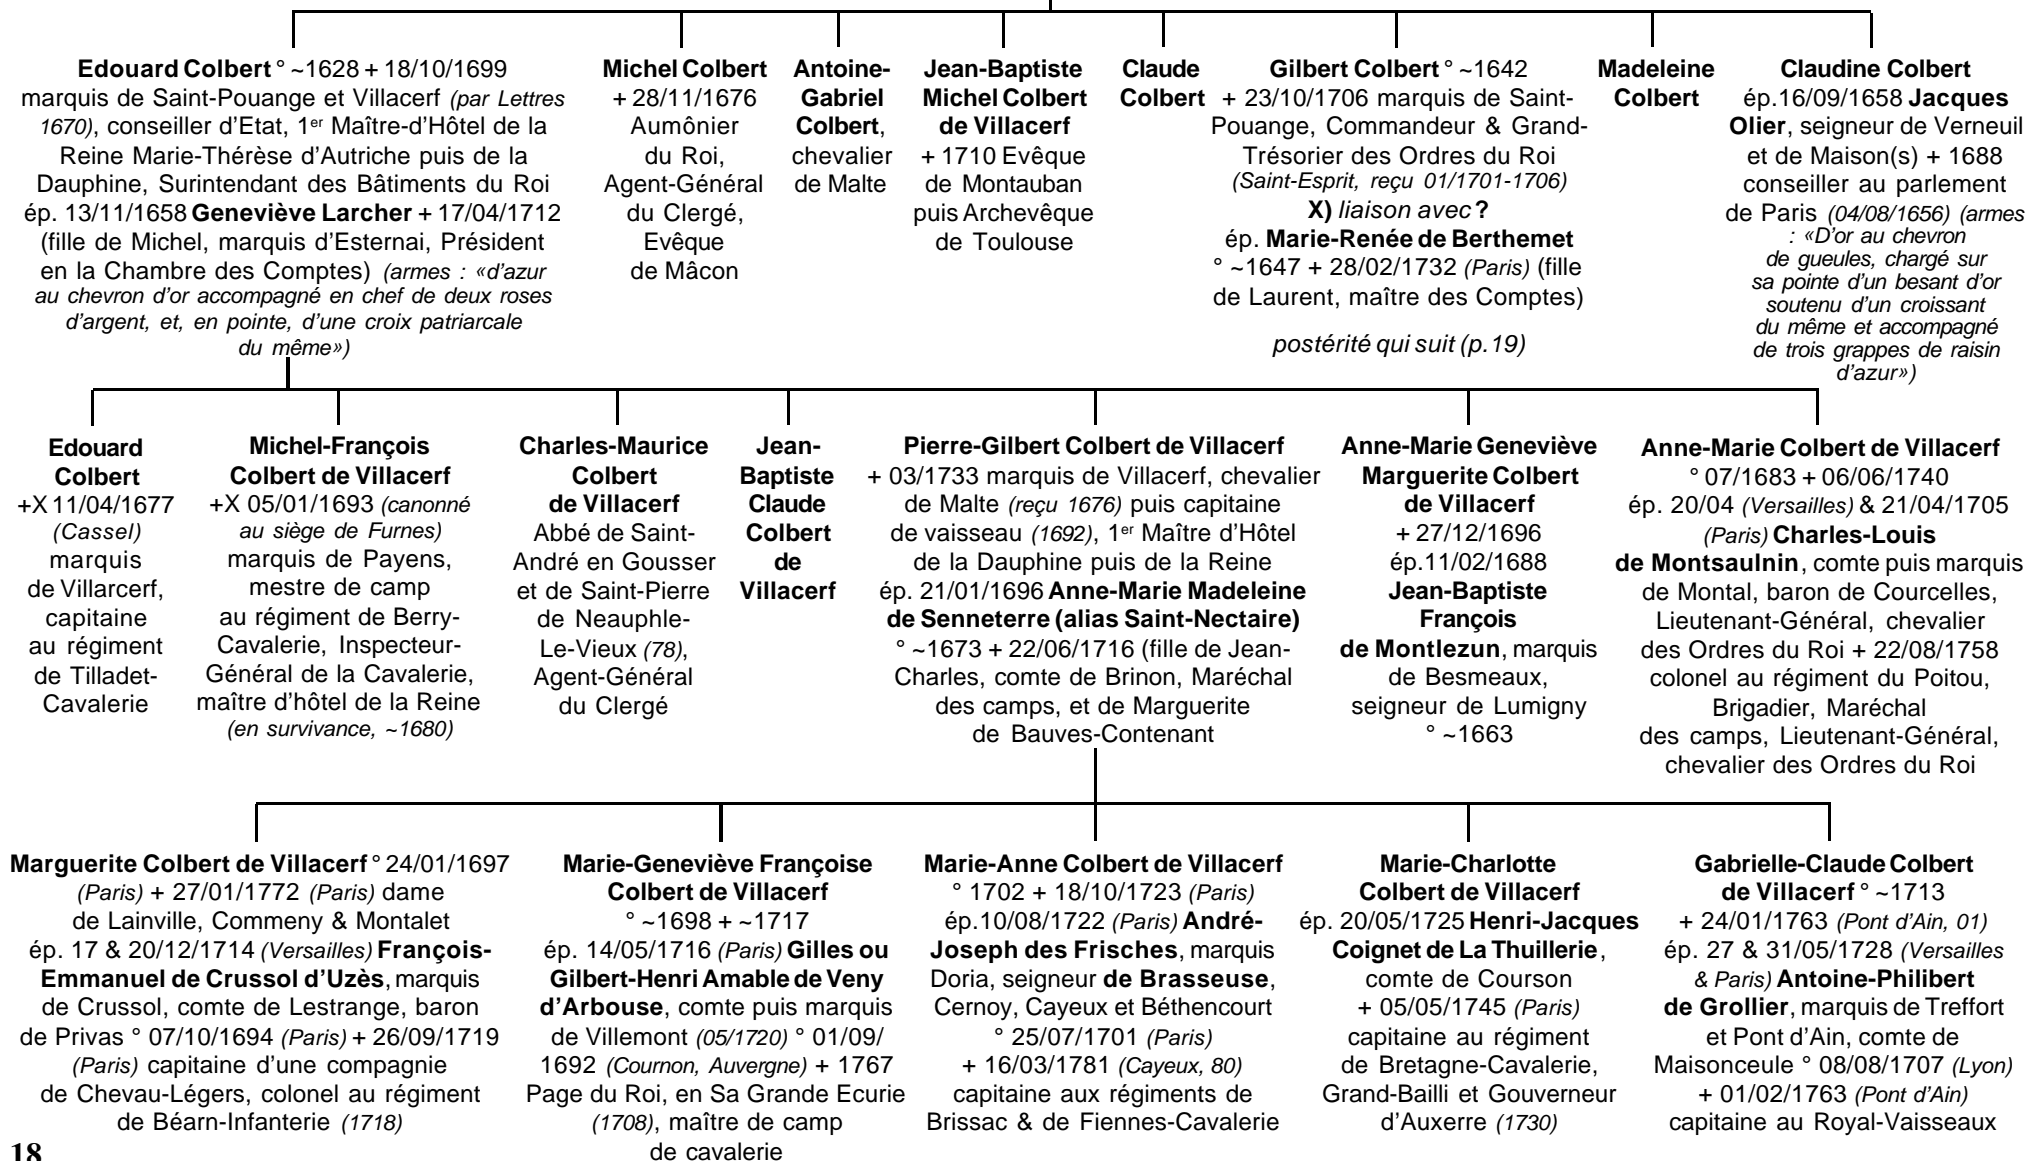 Edouard Colbert ° ~1628 + 18/10/1699
marquis de Saint-Pouange et Villacerf (par Lettres
1670), conseiller d'Etat, 1er Maître-d'Hôtel de la
Reine Marie-Thérèse d'Autriche puis de la
Dauphine, Surintendant des Bâtiments du Roi
ép. 13/11/1658 Geneviève Larcher + 17/04/1712
(fille de Michel, marquis d'Esternai, Président
en la Chambre des Comptes) (armes : «d'azur
au chevron d'or accompagné en chef de deux roses
d'argent, et, en pointe, d'une croix patriarcale
du même»)
Michel Colbert
+ 28/11/1676
Aumônier
du Roi,
Agent-Général
du Clergé,
Evêque
de Mâcon
Antoine-
Gabriel
Colbert,
chevalier
de Malte
Jean-Baptiste
Michel Colbert
de Villacerf
+ 1710 Evêque
de Montauban
puis Archevêque
de Toulouse
Claude
Colbert
Gilbert Colbert ° ~1642
+ 23/10/1706 marquis de Saint-
Pouange, Commandeur & Grand-
Trésorier des Ordres du Roi
(Saint-Esprit, reçu 01/1701-1706)
X) liaison avec ?
ép. Marie-Renée de Berthemet
° ~1647 + 28/02/1732 (Paris) (fille
de Laurent, maître des Comptes)
postérité qui suit (p.19)
Madeleine
Colbert
Claudine Colbert
ép.16/09/1658 Jacques
Olier, seigneur de Verneuil
et de Maison(s) + 1688
conseiller au parlement
de Paris (04/08/1656) (armes
: «D'or au chevron
de gueules, chargé sur
sa pointe d'un besant d'or
soutenu d'un croissant
du même et accompagné
de trois grappes de raisin
d'azur»)
Edouard
Colbert
+X 11/04/1677
(Cassel)
marquis
de Villarcerf,
capitaine
au régiment
de Tilladet-
Cavalerie
Michel-François
Colbert de Villacerf
+X 05/01/1693 (canonné
au siège de Furnes)
marquis de Payens,
mestre de camp
au régiment de Berry-
Cavalerie, Inspecteur-
Général de la Cavalerie,
maître d'hôtel de la Reine
(en survivance, ~1680)
Charles-Maurice
Colbert
de Villacerf
Abbé de Saint-
André en Gousser
et de Saint-Pierre
de Neauphle-
Le-Vieux (78),
Agent-Général
du Clergé
Jean-
Baptiste
Claude
Colbert
de
Villacerf
Pierre-Gilbert Colbert de Villacerf
+ 03/1733 marquis de Villacerf, chevalier
de Malte (reçu 1676) puis capitaine
de vaisseau (1692), 1er Maître d'Hôtel
de la Dauphine puis de la Reine
ép. 21/01/1696 Anne-Marie Madeleine
de Senneterre (alias Saint-Nectaire)
° ~1673 + 22/06/1716 (fille de Jean-
Charles, comte de Brinon, Maréchal
des camps, et de Marguerite
de Bauves-Contenant
Anne-Marie Geneviève
Marguerite Colbert
de Villacerf
+ 27/12/1696
ép.11/02/1688
Jean-Baptiste
François
de Montlezun, marquis
de Besmeaux,
seigneur de Lumigny
° ~1663
Anne-Marie Colbert de Villacerf
° 07/1683 + 06/06/1740
ép. 20/04 (Versailles) & 21/04/1705
(Paris) Charles-Louis
de Montsaulnin, comte puis marquis
de Montal, baron de Courcelles,
Lieutenant-Général, chevalier
des Ordres du Roi + 22/08/1758
colonel au régiment du Poitou,
Brigadier, Maréchal
des camps, Lieutenant-Général,
chevalier des Ordres du Roi
Marguerite Colbert de Villacerf ° 24/01/1697
(Paris) + 27/01/1772 (Paris) dame
de Lainville, Commeny & Montalet
ép. 17 & 20/12/1714 (Versailles) François-
Emmanuel de Crussol d'Uzès, marquis
de Crussol, comte de Lestrange, baron
de Privas ° 07/10/1694 (Paris) + 26/09/1719
(Paris) capitaine d'une compagnie
de Chevau-Légers, colonel au régiment
de Béarn-Infanterie (1718)
Marie-Geneviève Françoise
Colbert de Villacerf
° ~1698 + ~1717
ép. 14/05/1716 (Paris) Gilles ou
Gilbert-Henri Amable de Veny
d'Arbouse, comte puis marquis
de Villemont (05/1720) ° 01/09/
1692 (Cournon, Auvergne) + 1767
Page du Roi, en Sa Grande Ecurie
(1708), maître de camp
de cavalerie
Marie-Anne Colbert de Villacerf
° 1702 + 18/10/1723 (Paris)
ép.10/08/1722 (Paris) André-
Joseph des Frisches, marquis
Doria, seigneur de Brasseuse,
Cernoy, Cayeux et Béthencourt
° 25/07/1701 (Paris)
+ 16/03/1781 (Cayeux, 80)
capitaine aux régiments de
Brissac & de Fiennes-Cavalerie
Marie-Charlotte
Colbert de Villacerf
ép. 20/05/1725 Henri-Jacques
Coignet de La Thuillerie,
comte de Courson
+ 05/05/1745 (Paris)
capitaine au régiment
de Bretagne-Cavalerie,
Grand-Bailli et Gouverneur
d'Auxerre (1730)
Gabrielle-Claude Colbert
de Villacerf ° ~1713
+ 24/01/1763 (Pont d'Ain, 01)
ép. 27 & 31/05/1728 (Versailles
& Paris) Antoine-Philibert
de Grollier, marquis de Treffort
et Pont d'Ain, comte de
Maisonceule ° 08/08/1707 (Lyon)
+ 01/02/1763 (Pont d'Ain)
capitaine au Royal-Vaisseaux
18